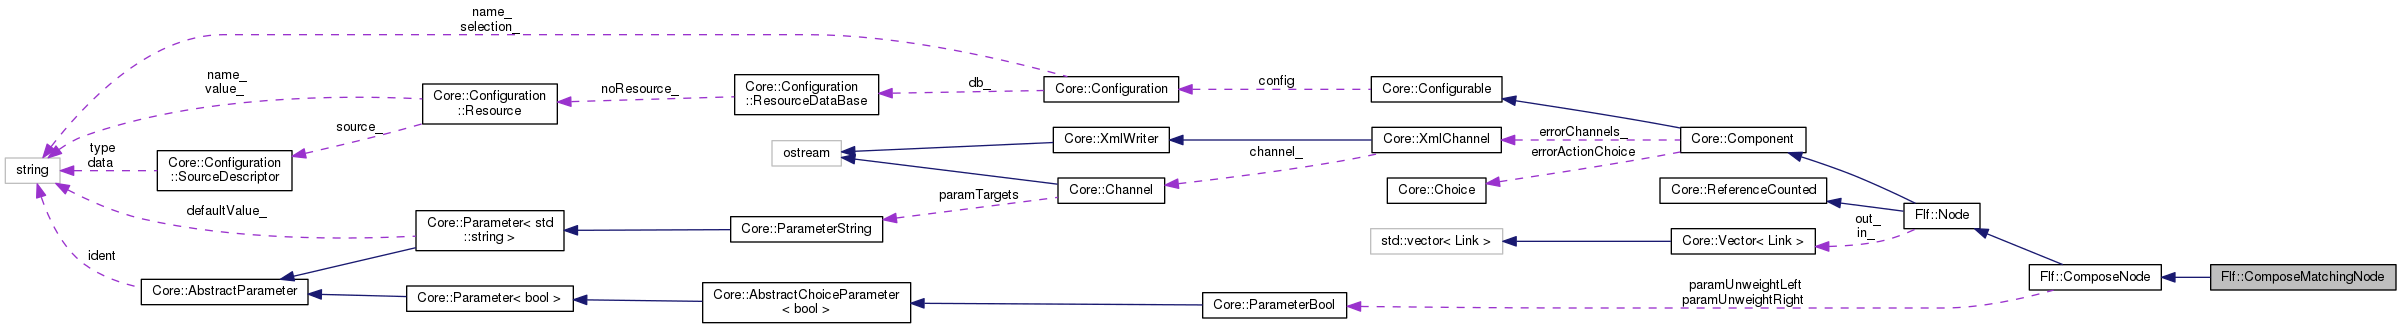 name_
selection_
name_
value_
Core::Configuration
::Resource
noResource_
Core::Configuration
::ResourceDataBase
db_
Core::Configuration
config
Core::Configurable
source_
type
data
string
Core::Configuration
::SourceDescriptor
ostream
Core::XmlWriter
channel_
Core::XmlChannel
errorChannels_
errorActionChoice
Core::Component
Core::Channel
paramTargets
Core::Choice
Core::ReferenceCounted
Flf::Node
out_
in_
defaultValue_
Core::Parameter< std
::string >
Core::ParameterString
std::vector< Link >
Core::Vector< Link >
ident
Core::AbstractParameter
Core::Parameter< bool >
Core::AbstractChoiceParameter
< bool >
Core::ParameterBool
paramUnweightLeft
paramUnweightRight
Flf::ComposeNode
Flf::ComposeMatchingNode